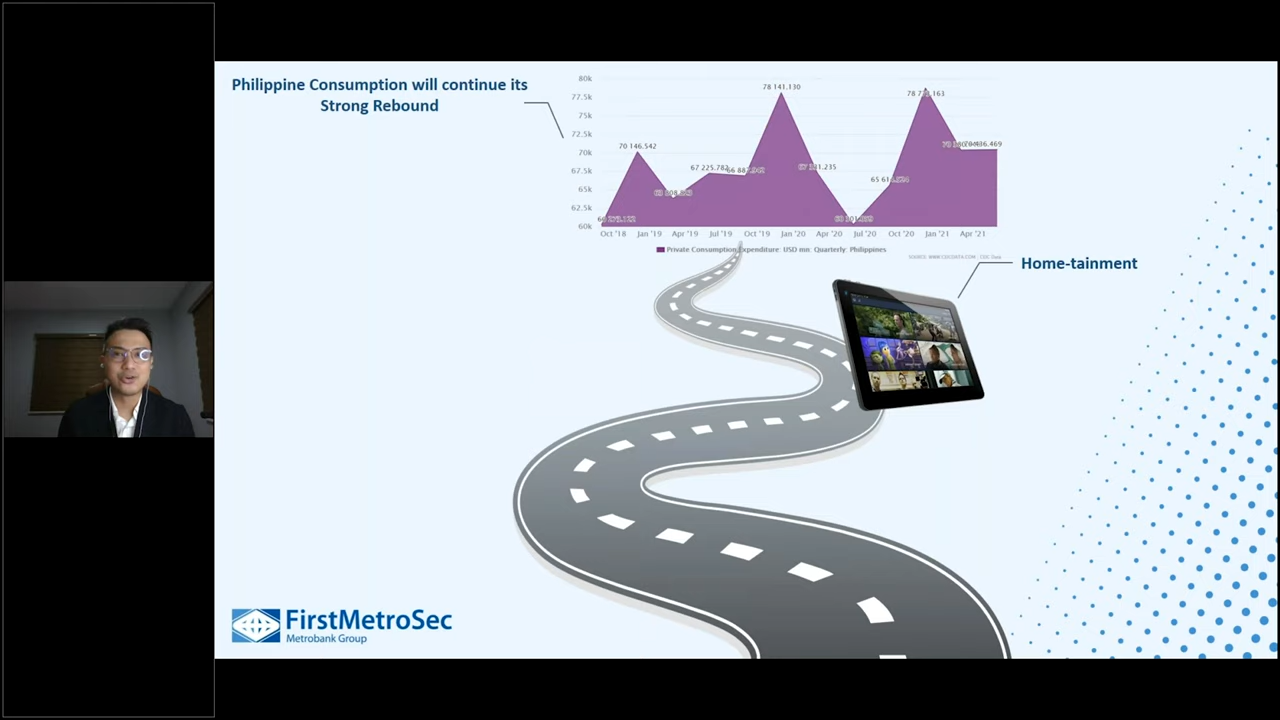 Philippine Consumption will continue its
Strong Rebound
80k
77.5k
75k
72.5k
70k
67.5k
65k
62.5k
60k
78 141.130
70 146.542
67 225.782
Oct '18
Jan '19
Apr '19
Jul '19
Oct '19
Jan '20
Apr '20
Jul '20
Oct '20
Jan '21
Apr '21
Private Consumption Expenditure: USD mn: Quarterly: Philippines
Home-tainment
FirstMetroSec
Metrobank Group